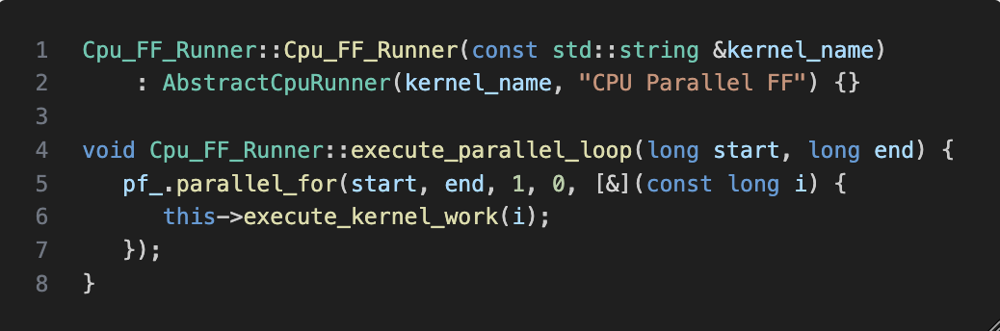 1 Cpu_FF_Runner::Cpu_FF_Runner(const std::string &kernel_name)
2     : AbstractCpuRunner(kernel_name, "CPU Parallel FF") {}
3
4 void Cpu_FF_Runner::execute_parallel_loop(long start, long end) {
5    pf_.parallel_for(start, end, 1, 0, [&](const long i) {
6       this->execute_kernel_work(i);
7    });
8 }